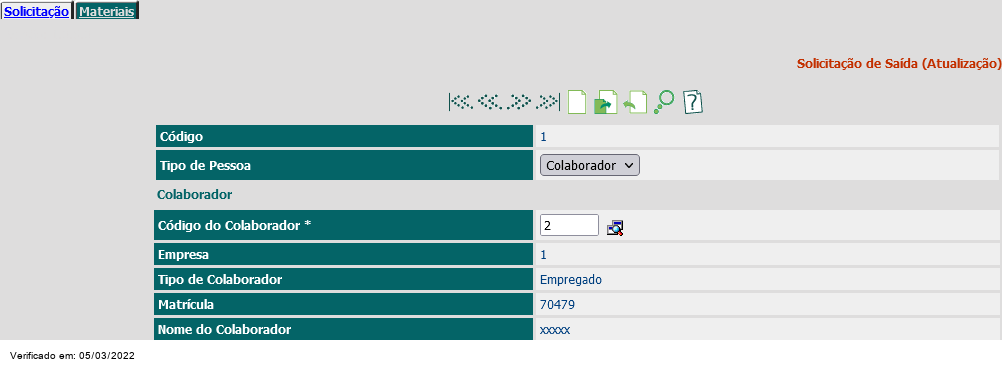 Solicitação Materiais
Solicitação de Saída (Atualização)
Código 1
Tipo de Pessoa Colaborador
Colaborador
Código do Colaborador * 2
Empresa 1
Tipo de Colaborador Empregado
Matrícula 70479
Nome do Colaborador xxxxx
Verificado em: 05/03/2022